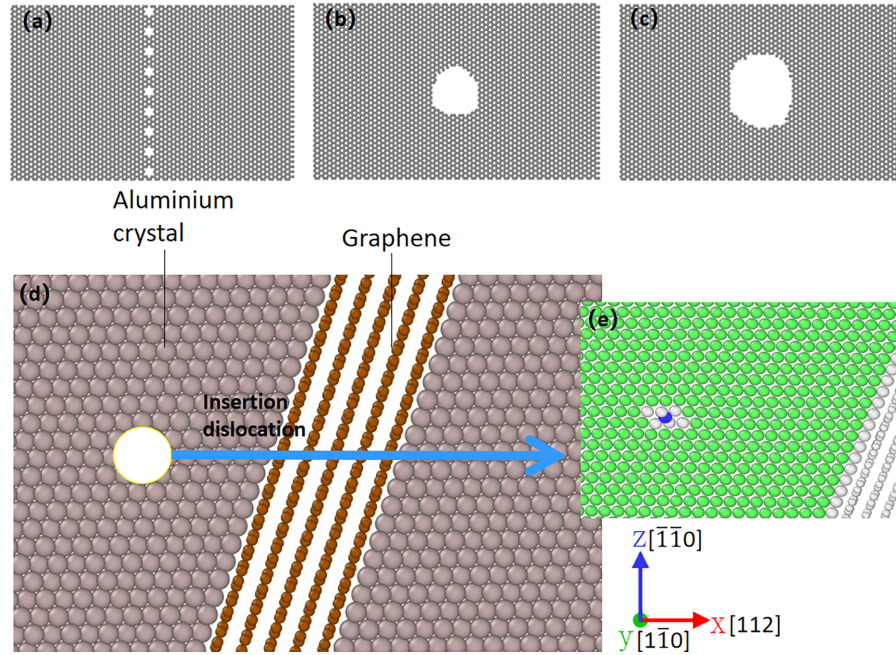 (a)
(b)
(c)
Aluminium
crystal
Graphene
(d)
(e)
Insertion
dislocation
Z[1̅1̅0]
X [112]
y[11̅0]